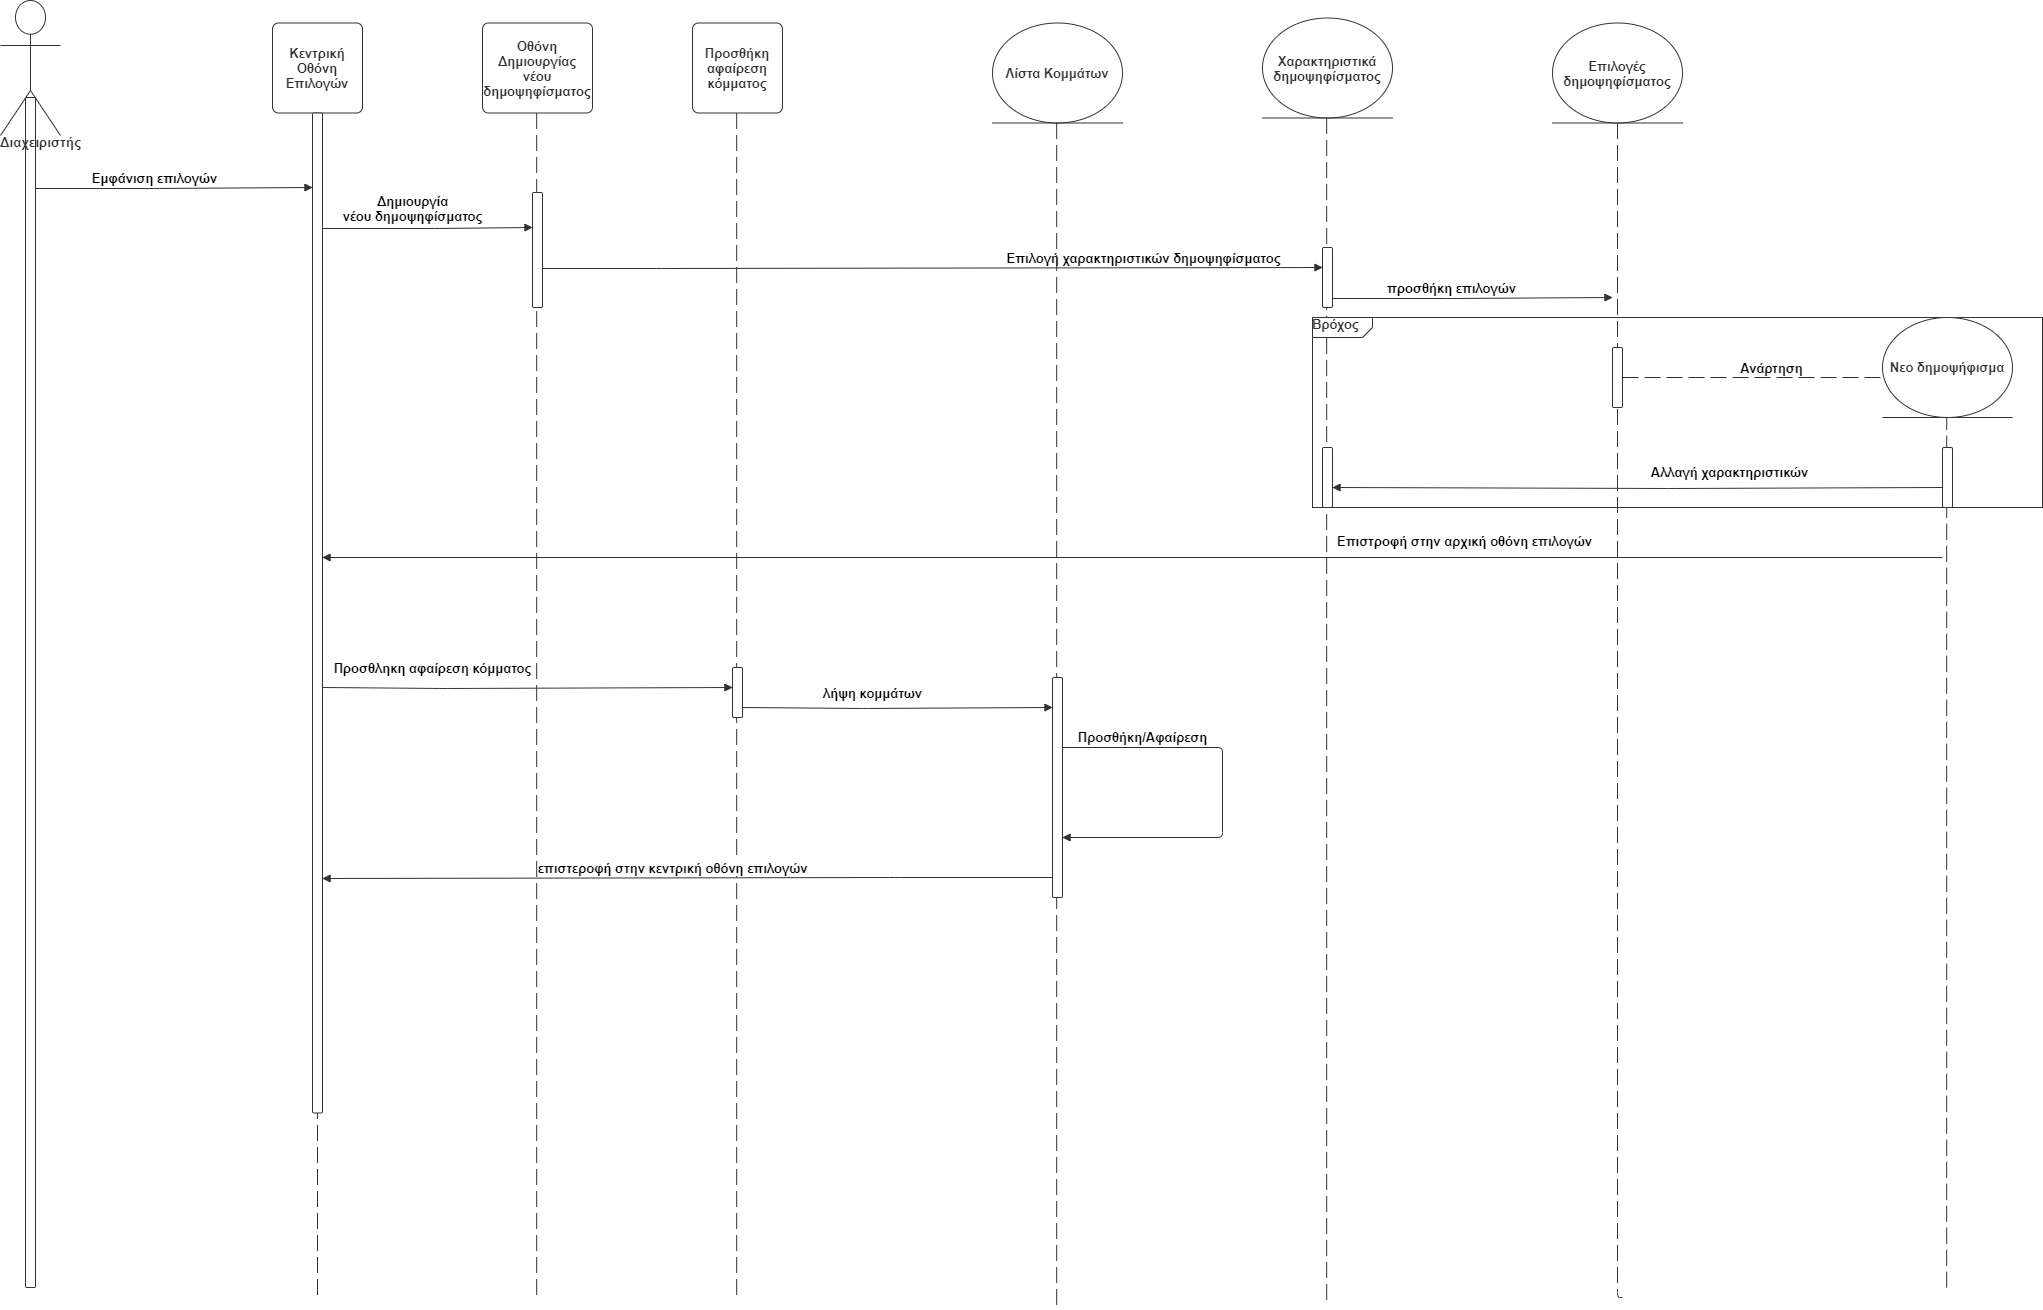 Διαχειριστής
Κεντρική
Οθόνη
Επιλογών
Οθόνη
Δημιουργίας
νέου
δημοψηφίσματος
Προσθήκη
αφαίρεση
κόμματος
Λίστα Κομμάτων
Χαρακτηριστικά
δημοψηφίσματος
Επιλογές
δημοψηφίσματος
Εμφάνιση επιλογών
Δημιουργία
νέου δημοψηφίσματος
Επιλογή χαρακτηριστικών δημοψηφίσματος
προσθήκη επιλογών
Βρόχος
Νεο δημοψήφισμα
Ανάρτηση
Αλλαγή χαρακτηριστικών
Επιστροφή στην αρχική οθόνη επιλογών
Προσθληκη αφαίρεση κόμματος
λήψη κομμάτων
Προσθήκη/Αφαίρεση
επιστεροφή στην κεντρική οθόνη επιλογών